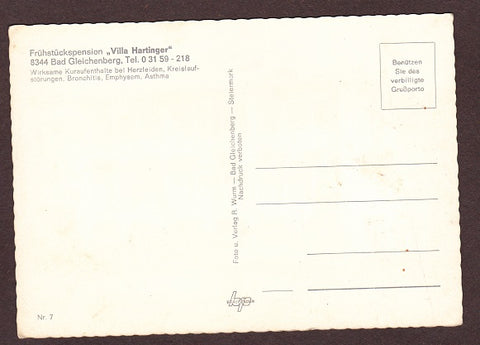 Frühstückspension „Villa Hartinger“
8344 Bad Gleichenberg, Tel. 0 31 59 - 218
Wirksame Kuraufenthalte bei Herzleiden, Kreislauf-
störungen, Bronchitis, Emphysem, Asthma
Benützen
Sie das
verbilligte
Grußporto
Foto u. Verlag R. Wurm — Bad Gleichenberg — Steiermark
Nachdruck verboten
Nr. 7